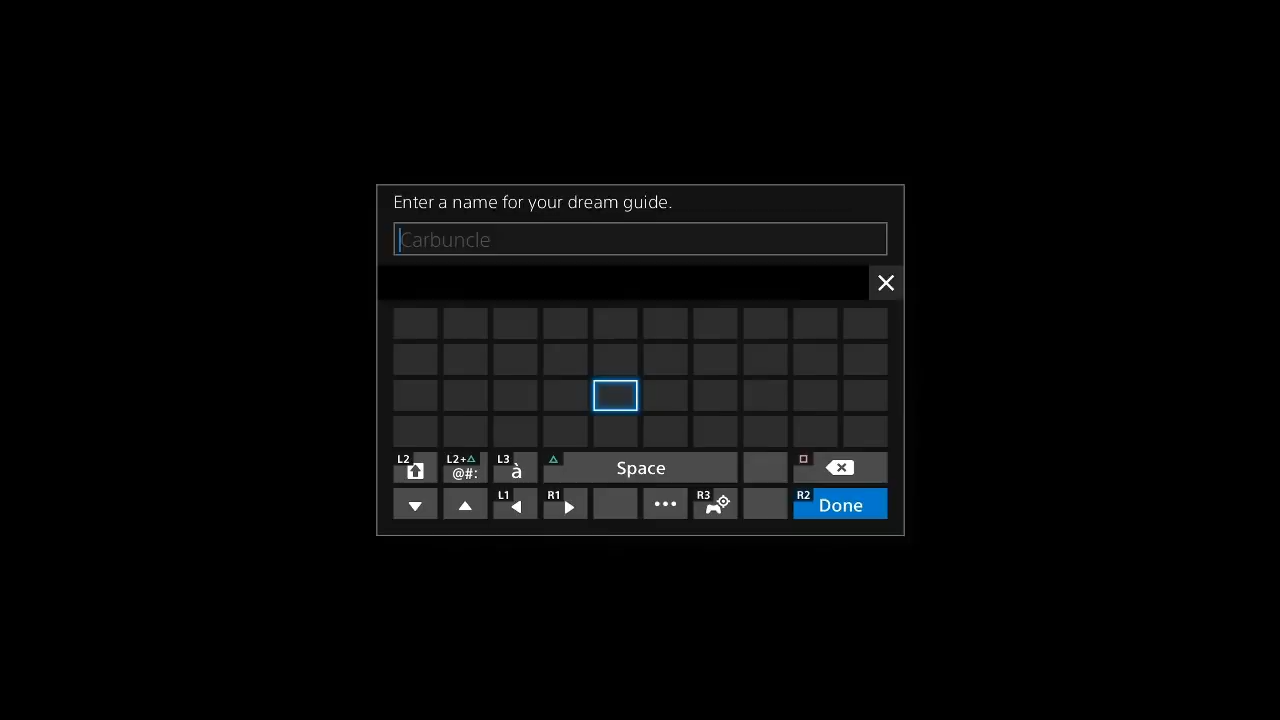 Enter a name for your dream guide.
Carbuncle
L2 L2+△ @#: L3 à △ Space □
L1 R1 ... R3 R2 Done